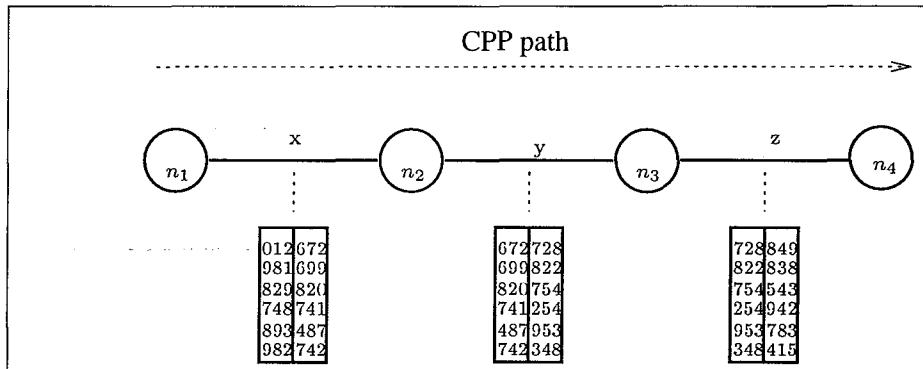 CPP path
x y z
n1 n2 n3 n4
012 672 672 728 728 849
981 699 699 822 822 838
829 820 820 754 754 543
748 741 741 254 254 942
893 487 487 953 953 783
982 742 742 348 348 415